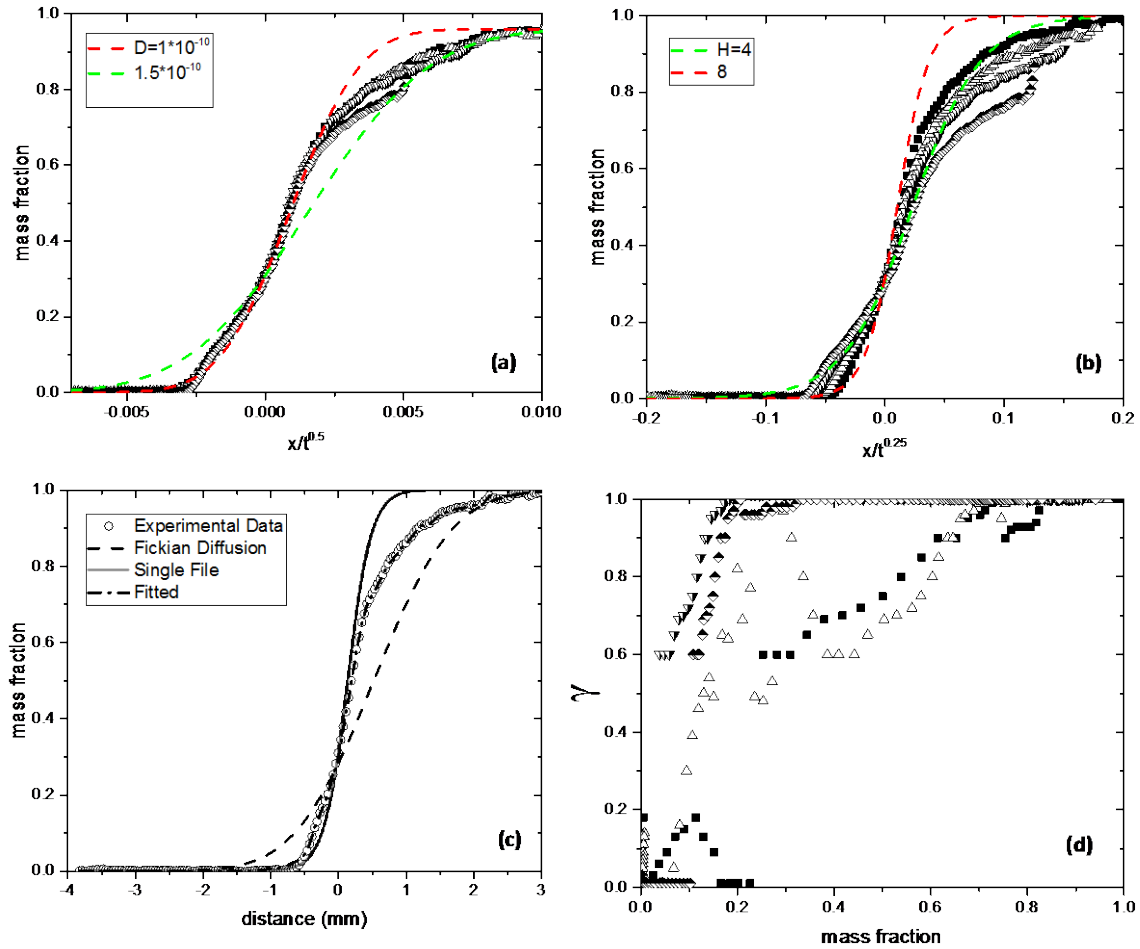 D=1*10⁻¹⁰
1.5*10⁻¹⁰
1.0
0.8
0.6
0.4
0.2
0.0
mass fraction
(a)
-0.005 0.000 0.005 0.010
x/t⁰·⁵
H=4
8
1.0
0.8
0.6
0.4
0.2
0.0
mass fraction
(b)
-0.2 -0.1 0.0 0.1 0.2
x/t⁰·²⁵
Experimental Data
Fickian Diffusion
Single File
Fitted
1.0
0.8
0.6
0.4
0.2
0.0
mass fraction
(c)
-4 -3 -2 -1 0 1 2 3
distance (mm)
1.0
0.8
0.6
0.4
0.2
0.0
γ
(d)
0.0 0.2 0.4 0.6 0.8 1.0
mass fraction